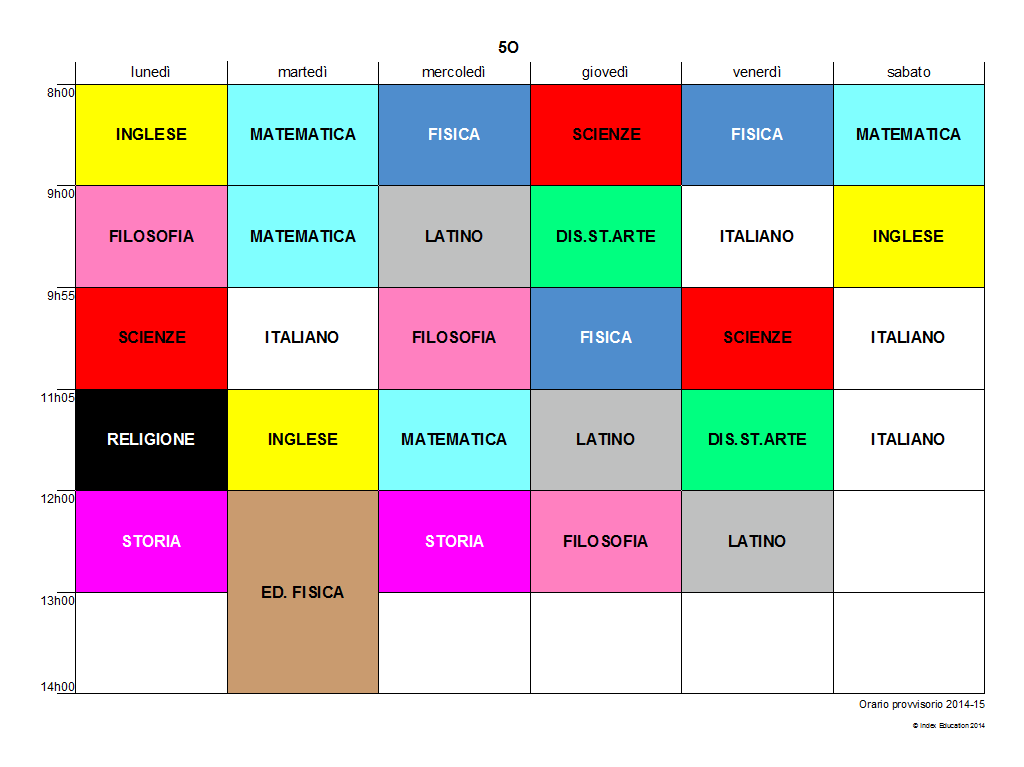 5O
lunedì martedì mercoledì giovedì venerdì sabato
8h00
INGLESE MATEMATICA FISICA SCIENZE FISICA MATEMATICA
9h00
FILOSOFIA MATEMATICA LATINO DIS.ST.ARTE ITALIANO INGLESE
9h55
SCIENZE ITALIANO FILOSOFIA FISICA SCIENZE ITALIANO
11h05
RELIGIONE INGLESE MATEMATICA LATINO DIS.ST.ARTE ITALIANO
12h00
STORIA STORIA FILOSOFIA LATINO
ED. FISICA
13h00
14h00
Orario provvisorio 2014-15
© Index Education 2014